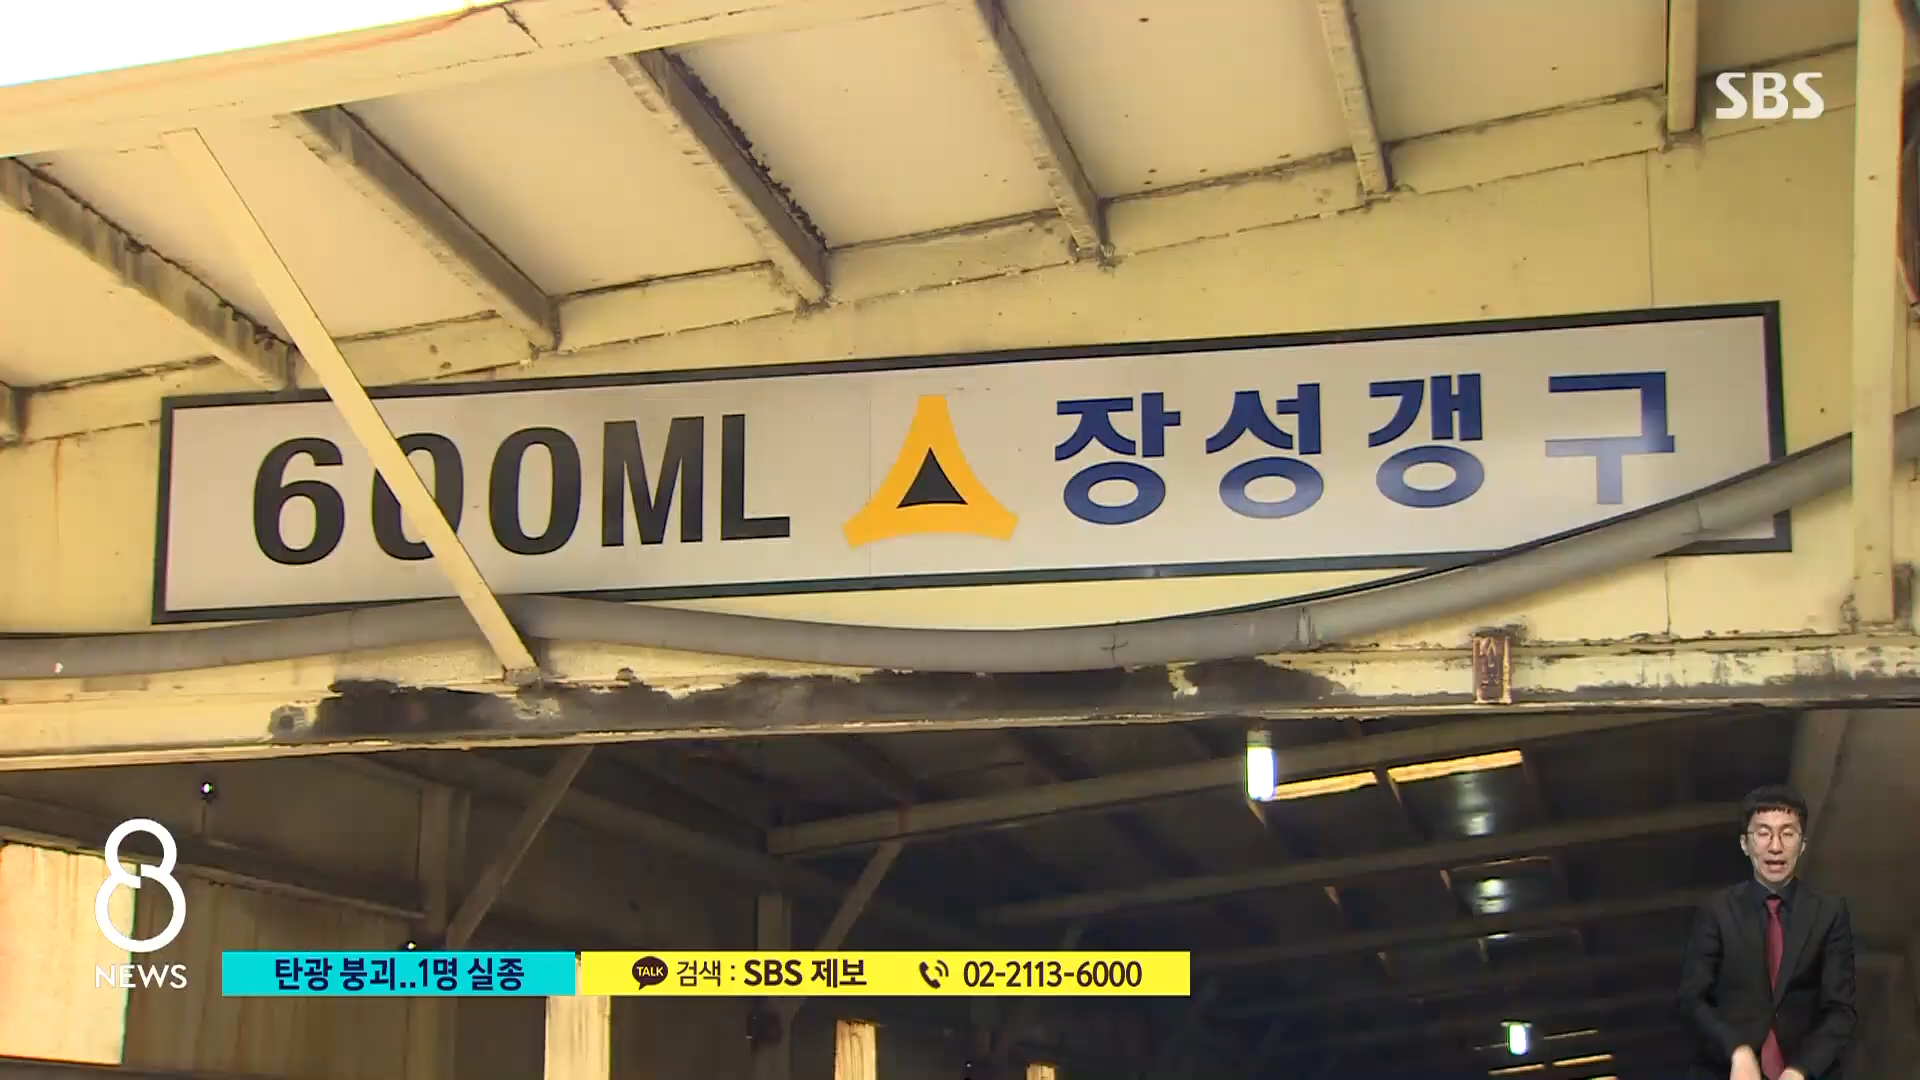 SBS
600ML 장성갱구
8
NEWS
탄광 붕괴..1명 실종
TALK 검색 : SBS 제보 02-2113-6000